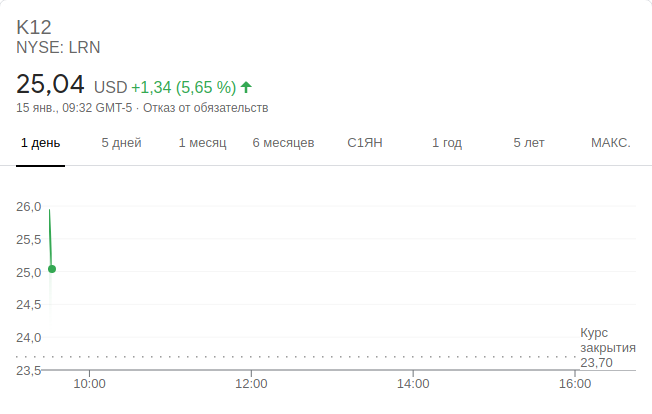 K12
NYSE: LRN
25,04 USD +1,34 (5,65 %)
15 янв., 09:32 GMT-5 · Отказ от обязательств
1 день 5 дней 1 месяц 6 месяцев С1ЯН 1 год 5 лет МАКС.
26,0
25,5
25,0
24,5
24,0
23,5
Курс
закрытия
23,70
10:00 12:00 14:00 16:00